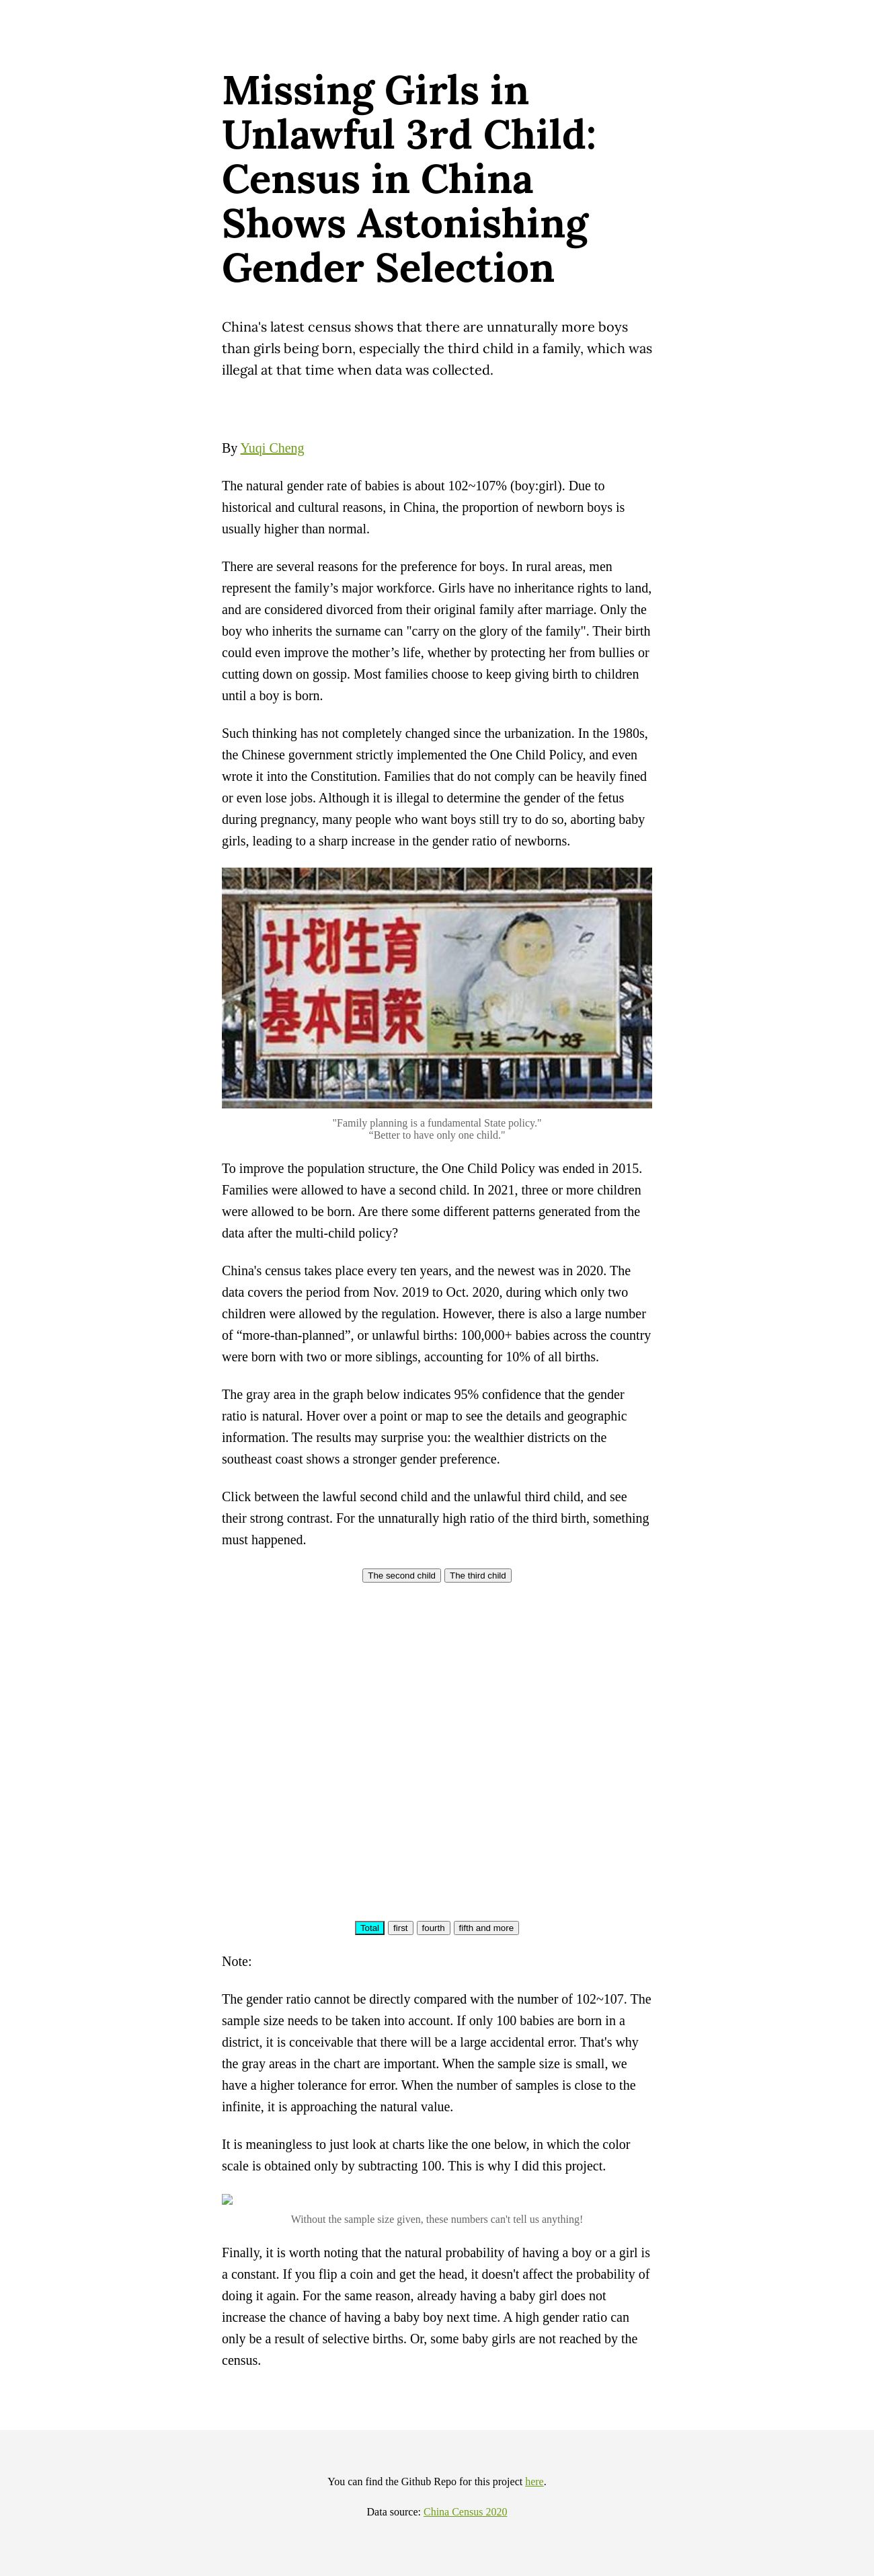 Missing Girls in
Unlawful 3rd Child:
Census in China
Shows Astonishing
Gender Selection
China's latest census shows that there are unnaturally more boys
than girls being born, especially the third child in a family, which was
illegal at that time when data was collected.
By Yuqi Cheng
The natural gender rate of babies is about 102~107% (boy:girl). Due to
historical and cultural reasons, in China, the proportion of newborn boys is
usually higher than normal.
There are several reasons for the preference for boys. In rural areas, men
represent the family’s major workforce. Girls have no inheritance rights to land,
and are considered divorced from their original family after marriage. Only the
boy who inherits the surname can "carry on the glory of the family". Their birth
could even improve the mother’s life, whether by protecting her from bullies or
cutting down on gossip. Most families choose to keep giving birth to children
until a boy is born.
Such thinking has not completely changed since the urbanization. In the 1980s,
the Chinese government strictly implemented the One Child Policy, and even
wrote it into the Constitution. Families that do not comply can be heavily fined
or even lose jobs. Although it is illegal to determine the gender of the fetus
during pregnancy, many people who want boys still try to do so, aborting baby
girls, leading to a sharp increase in the gender ratio of newborns.
计划生育
基本国策
只生一个好
"Family planning is a fundamental State policy."
“Better to have only one child."
To improve the population structure, the One Child Policy was ended in 2015.
Families were allowed to have a second child. In 2021, three or more children
were allowed to be born. Are there some different patterns generated from the
data after the multi-child policy?
China's census takes place every ten years, and the newest was in 2020. The
data covers the period from Nov. 2019 to Oct. 2020, during which only two
children were allowed by the regulation. However, there is also a large number
of “more-than-planned”, or unlawful births: 100,000+ babies across the country
were born with two or more siblings, accounting for 10% of all births.
The gray area in the graph below indicates 95% confidence that the gender
ratio is natural. Hover over a point or map to see the details and geographic
information. The results may surprise you: the wealthier districts on the
southeast coast shows a stronger gender preference.
Click between the lawful second child and the unlawful third child, and see
their strong contrast. For the unnaturally high ratio of the third birth, something
must happened.
The second child The third child
Total first fourth fifth and more
Note:
The gender ratio cannot be directly compared with the number of 102~107. The
sample size needs to be taken into account. If only 100 babies are born in a
district, it is conceivable that there will be a large accidental error. That's why
the gray areas in the chart are important. When the sample size is small, we
have a higher tolerance for error. When the number of samples is close to the
infinite, it is approaching the natural value.
It is meaningless to just look at charts like the one below, in which the color
scale is obtained only by subtracting 100. This is why I did this project.
Without the sample size given, these numbers can't tell us anything!
Finally, it is worth noting that the natural probability of having a boy or a girl is
a constant. If you flip a coin and get the head, it doesn't affect the probability of
doing it again. For the same reason, already having a baby girl does not
increase the chance of having a baby boy next time. A high gender ratio can
only be a result of selective births. Or, some baby girls are not reached by the
census.
You can find the Github Repo for this project here.
Data source: China Census 2020